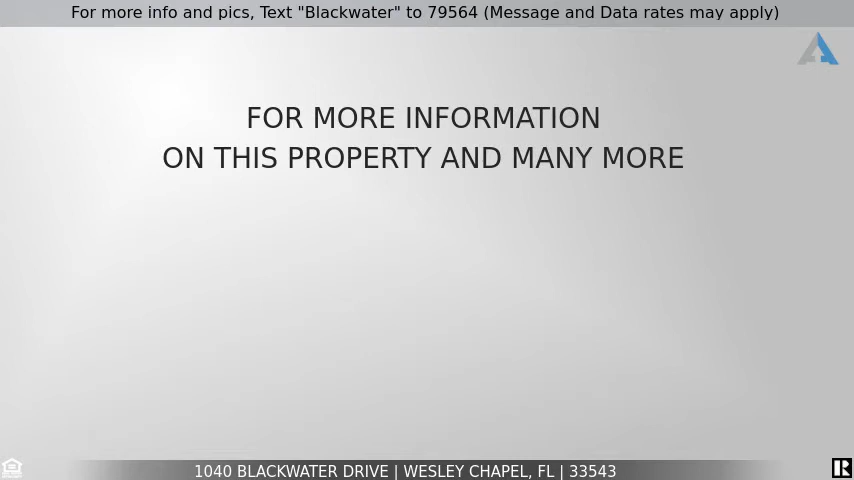 For more info and pics, Text "Blackwater" to 79564 (Message and Data rates may apply)
FOR MORE INFORMATION
ON THIS PROPERTY AND MANY MORE
1040 BLACKWATER DRIVE | WESLEY CHAPEL, FL | 33543